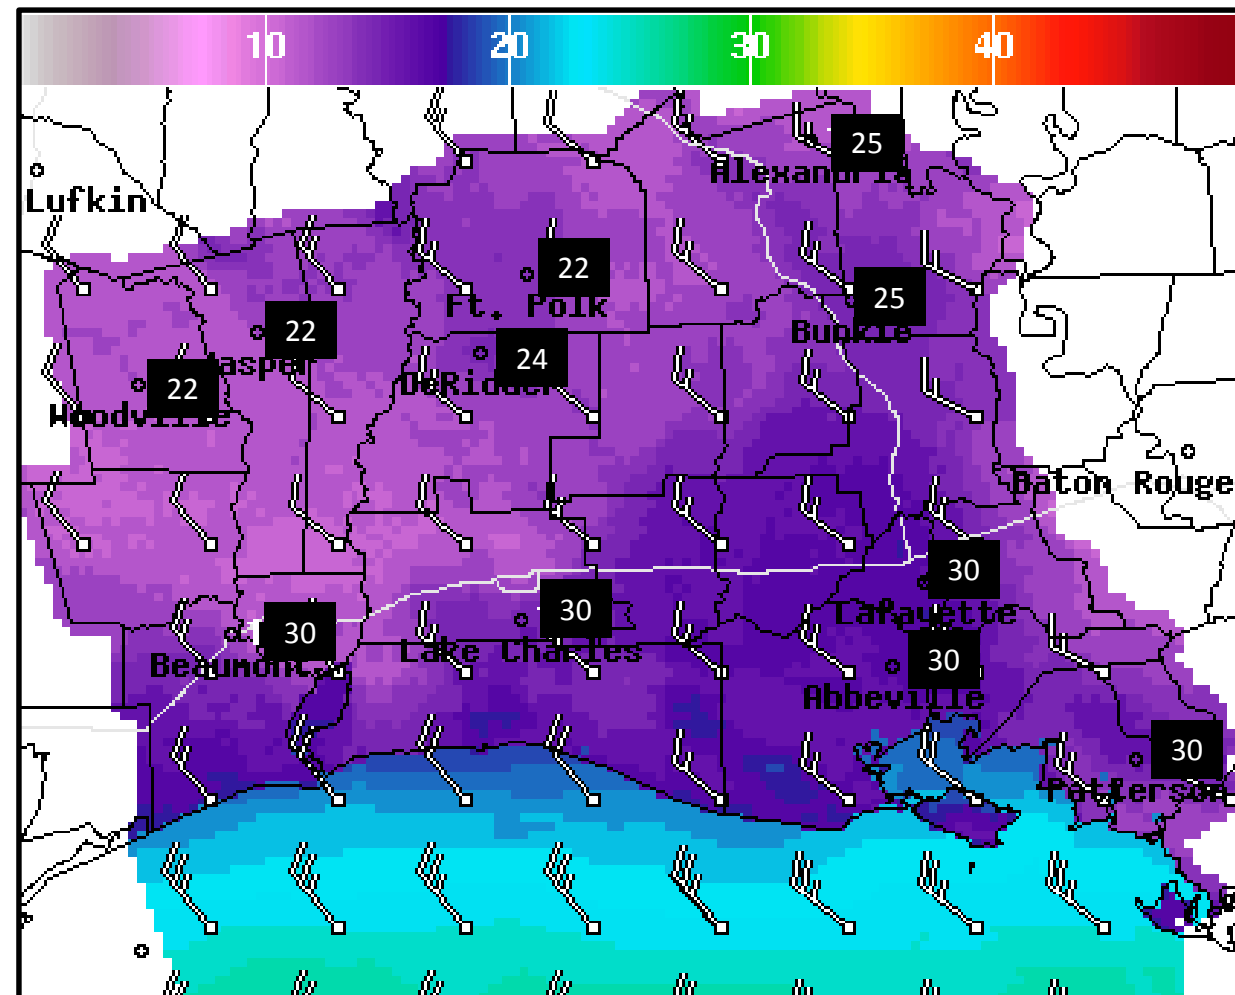 10 20 30 40
25
Alexandria
Lufkin
22
Ft. Polk
25
Bunkie
22
Jasper
24
DeRidder
22
Woodville
Baton Rouge
30
Lafayette
30
Lake Charles
30
Beaumont
30
Abbeville
30
Patterson